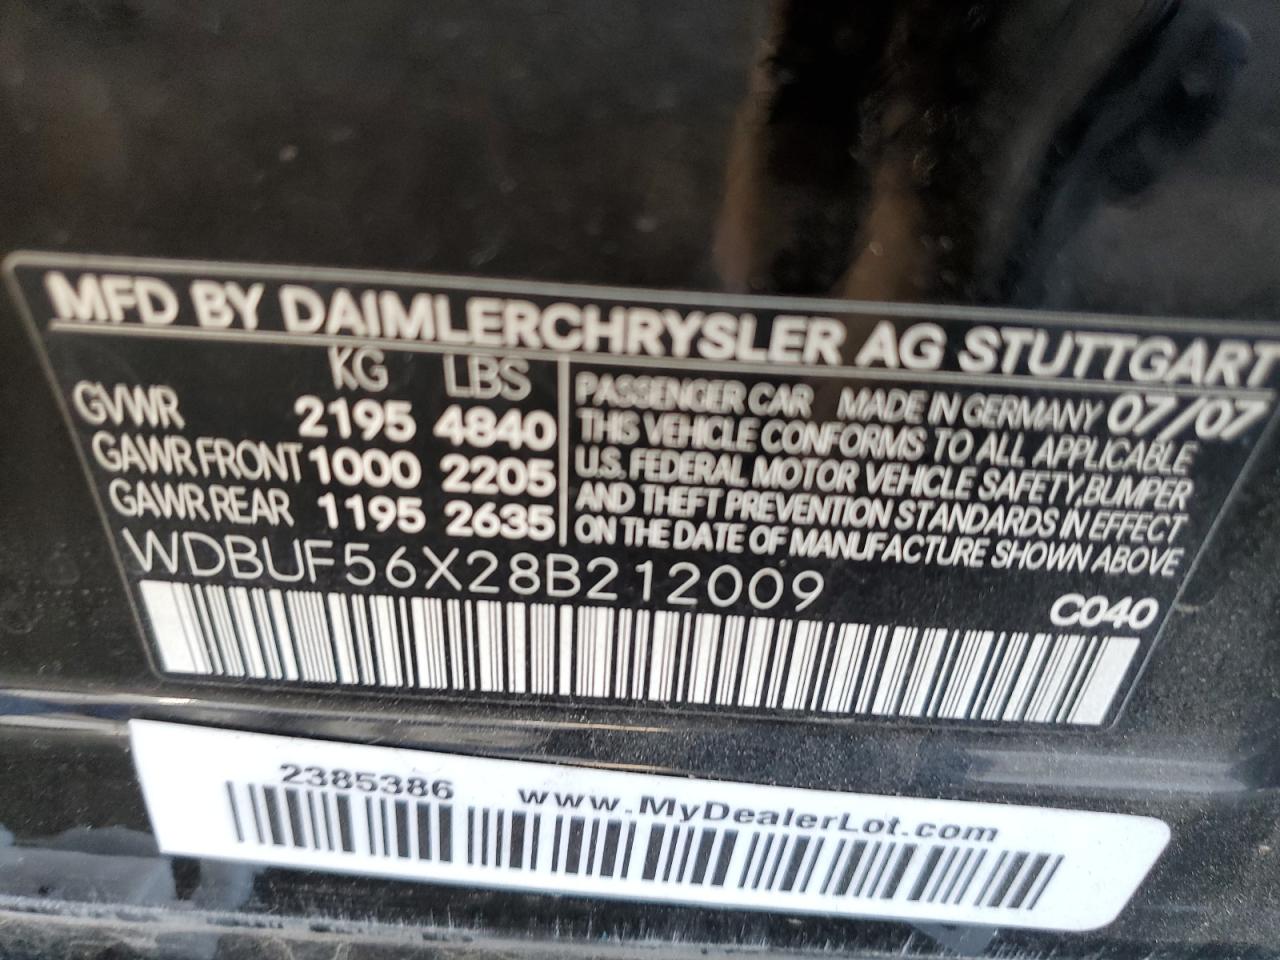 MFD BY DAIMLERCHRYSLER AG STUTTGART
KG LBS
GVWR 2195 4840
GAWR FRONT 1000 2205
GAWR REAR 1195 2635
PASSENGER CAR MADE IN GERMANY 07/07
THIS VEHICLE CONFORMS TO ALL APPLICABLE
U.S. FEDERAL MOTOR VEHICLE SAFETY, BUMPER
AND THEFT PREVENTION STANDARDS IN EFFECT
ON THE DATE OF MANUFACTURE SHOWN ABOVE
WDBUF56X28B212009
C040
2385386 www.MyDealerLot.com